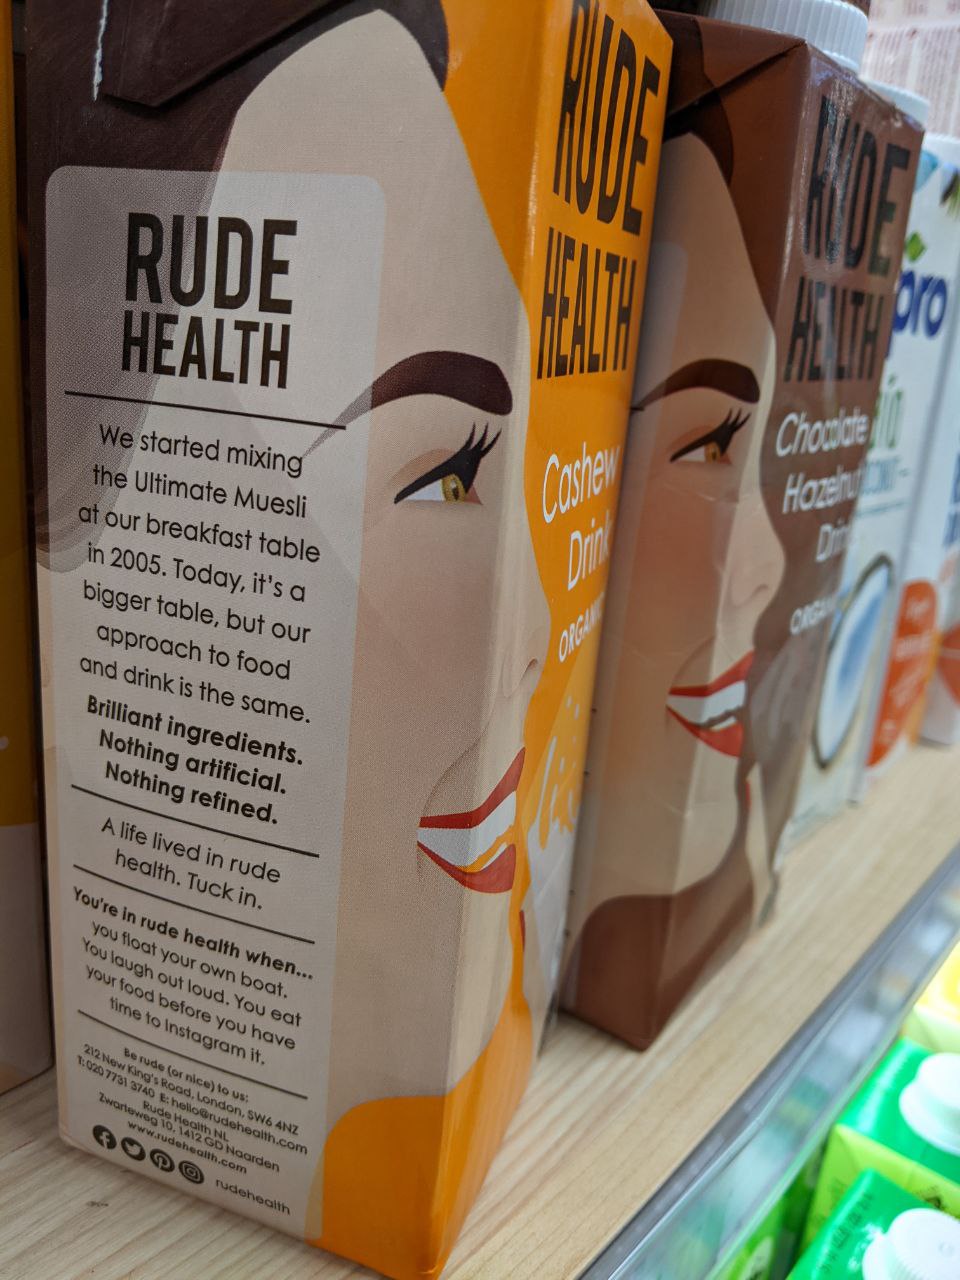 RUDE
HEALTH
We started mixing
the Ultimate Muesli
at our breakfast table
in 2005. Today, it's a
bigger table, but our
approach to food
and drink is the same.
Brilliant ingredients.
Nothing artificial.
Nothing refined.
A life lived in rude
health. Tuck in.
You're in rude health when...
you float your own boat.
You laugh out loud. You eat
your food before you have
time to Instagram it.
Be rude (or nice) to us:
212 New King's Road, London, SW6 4NZ
T: 020 7731 3740 E: hello@rudehealth.com
Rude Health NL
Zwarteweg 10, 1412 GD Naarden
www.rudehealth.com
rudehealth
RUDE
HEALTH
Cashew
Drink
RUDE
HEALTH
Chocolate